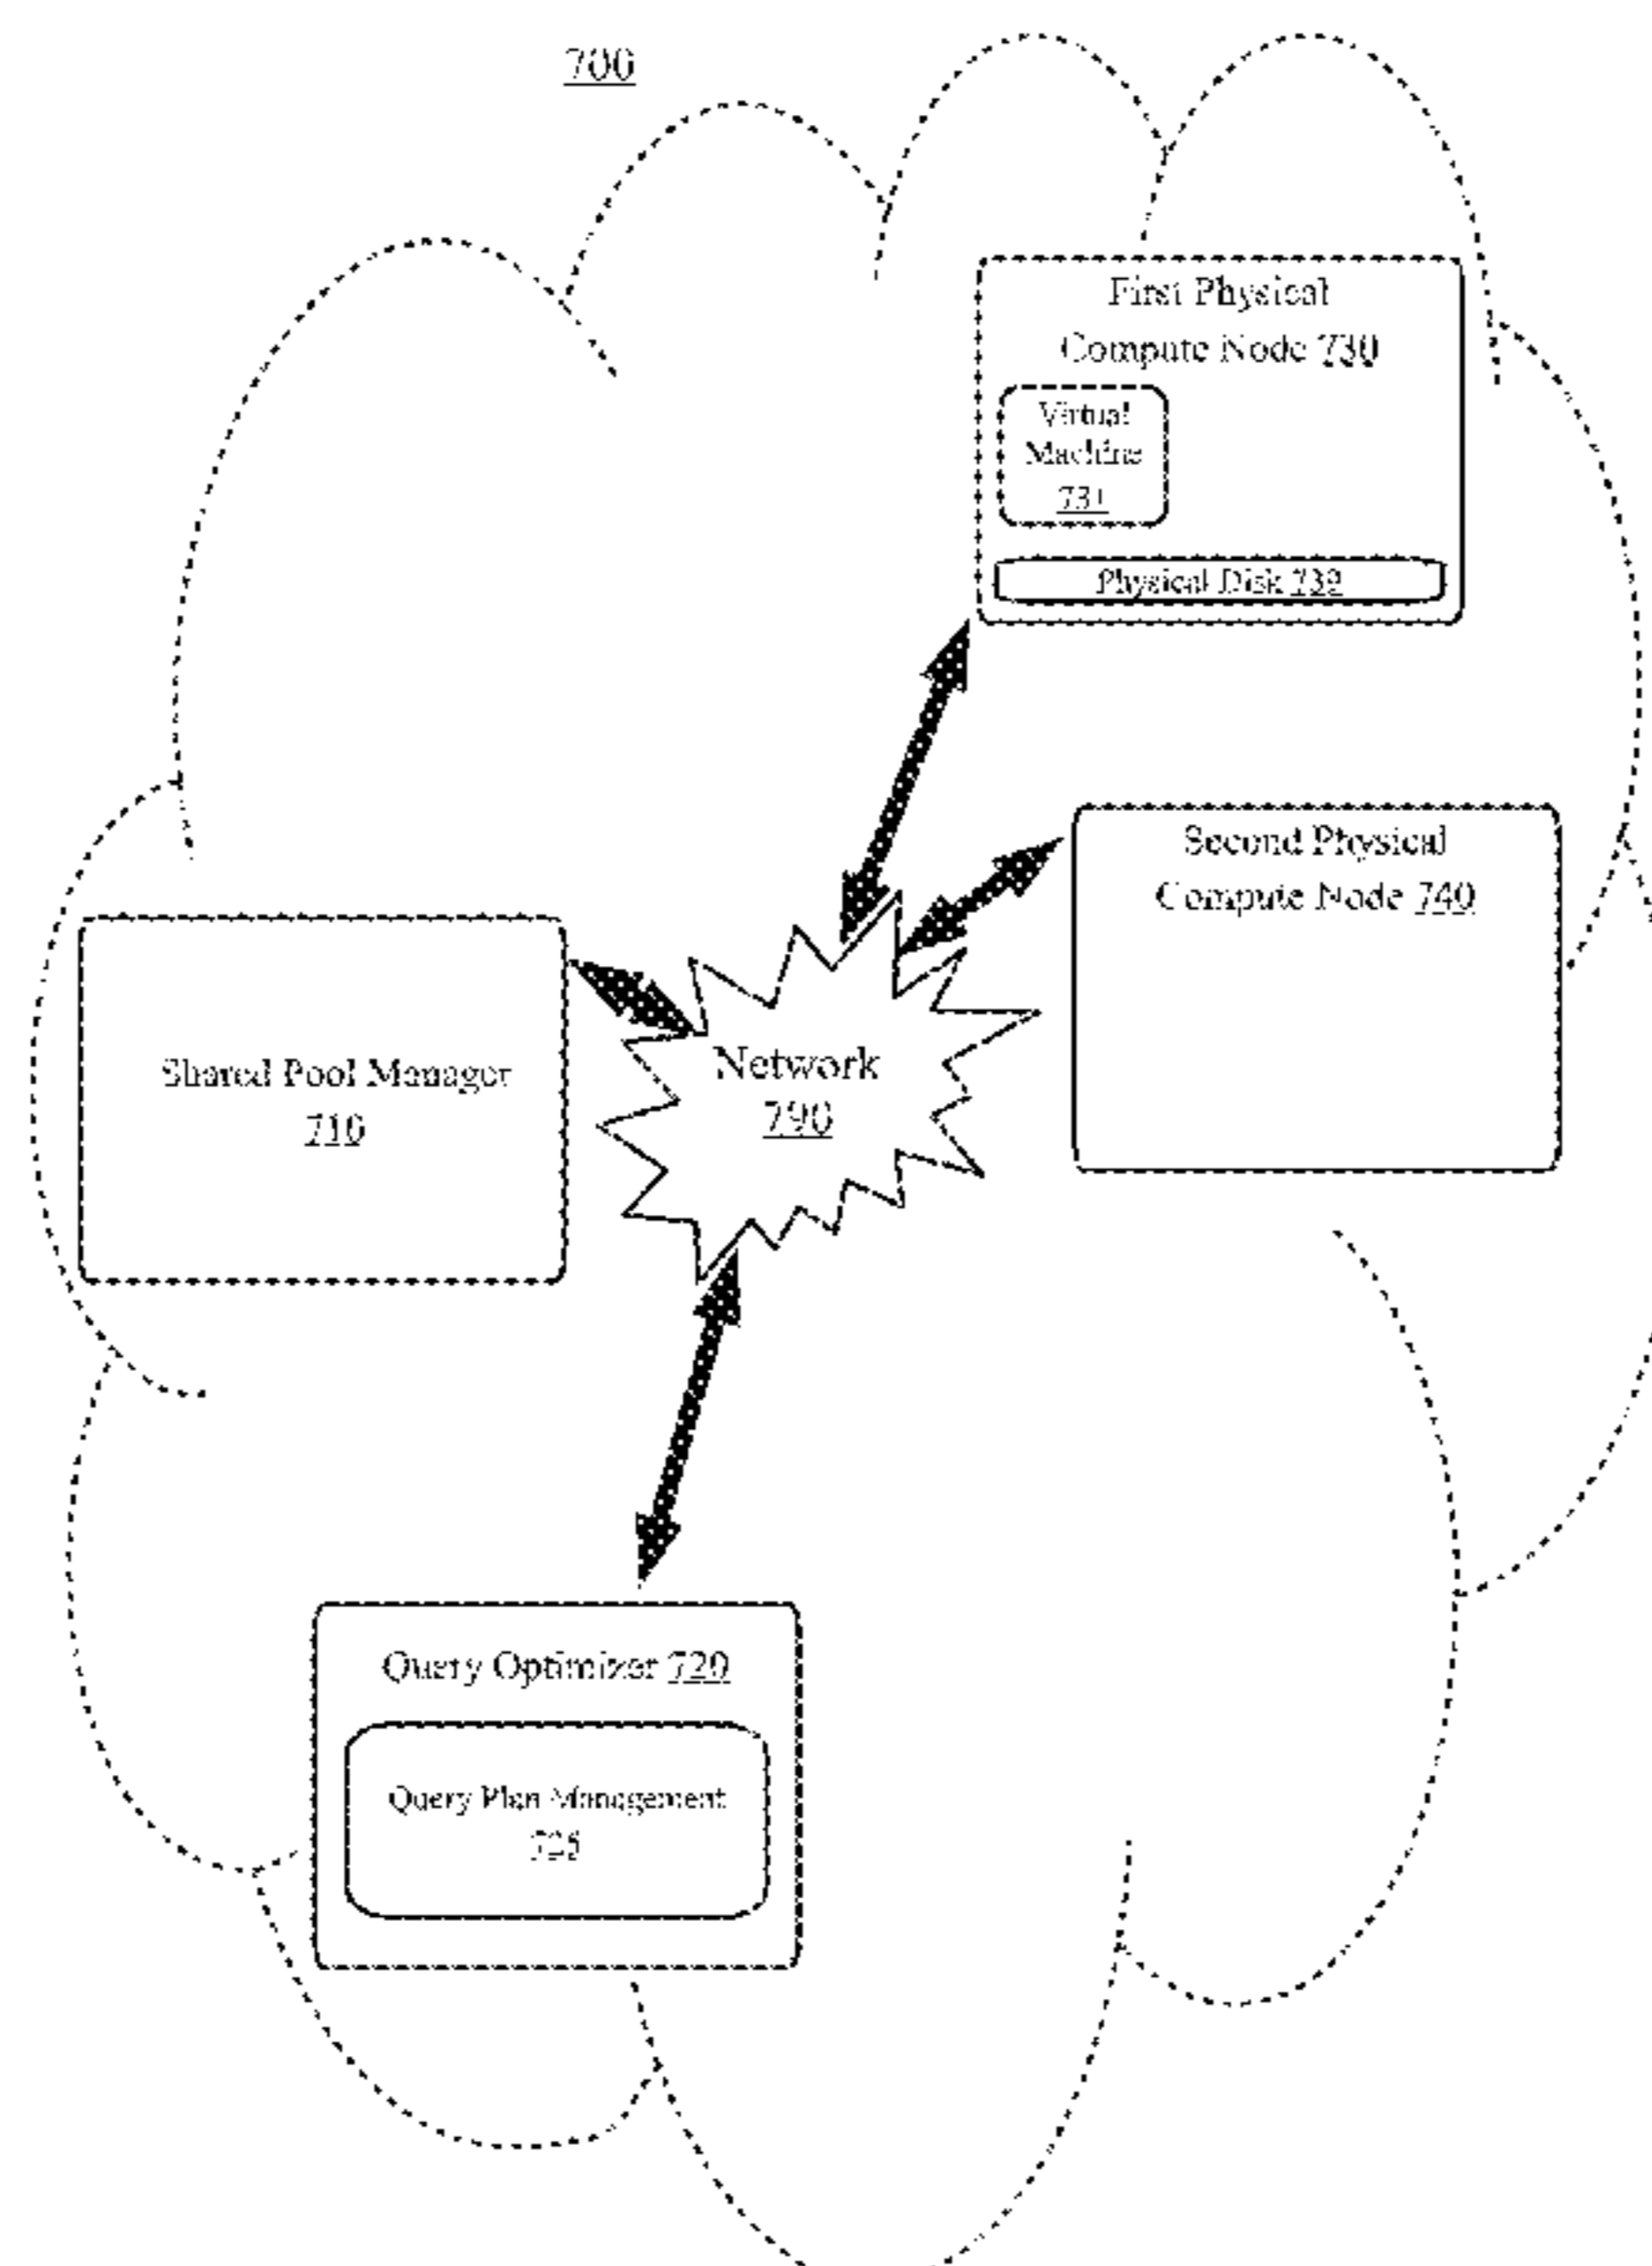 700
First Physical
Compute Node 730
Virtual
Machine
731
Physical Disk 739
Second Physical
Compute Node 740
Shared Pool Manager
710
Network
790
Query Optimizer 720
Query Plan Management
725